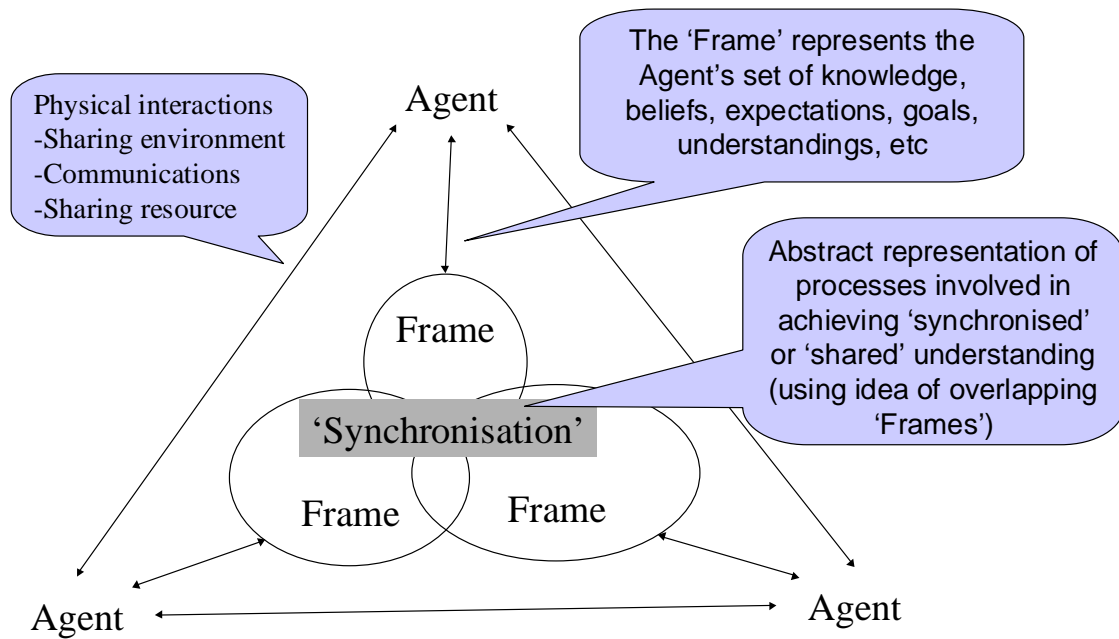 The ‘Frame’ represents the
Agent’s set of knowledge,
beliefs, expectations, goals,
understandings, etc
Physical interactions
-Sharing environment
-Communications
-Sharing resource
Agent
Abstract representation of
processes involved in
achieving ‘synchronised’
or ‘shared’ understanding
(using idea of overlapping
‘Frames’)
Frame
‘Synchronisation’
Frame
Frame
Agent
Agent